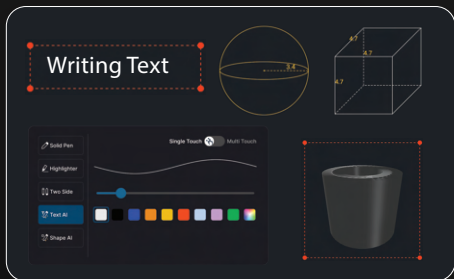 Writing Text
3.4
4.7
4.7
4.7
Solid Pen
Highlighter
Two Side
Text AI
Shape AI
Single Touch
Multi Touch